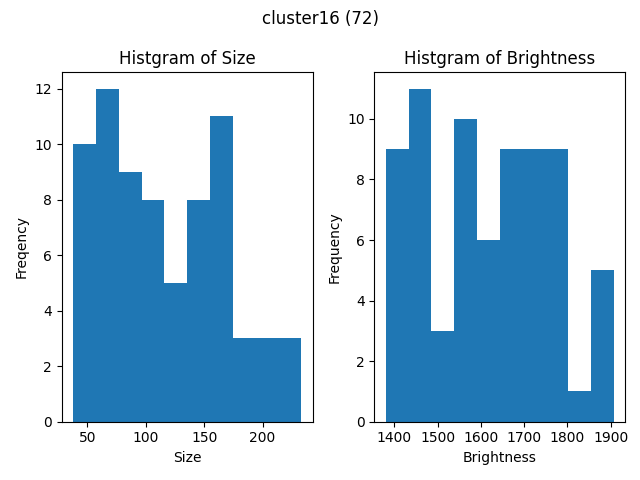 cluster16 (72)
Histgram of Size
Histgram of Brightness
12
10
8
6
4
2
0
Freqency
50 100 150 200
Size
10
8
6
4
2
0
Frequency
1400 1500 1600 1700 1800 1900
Brightness